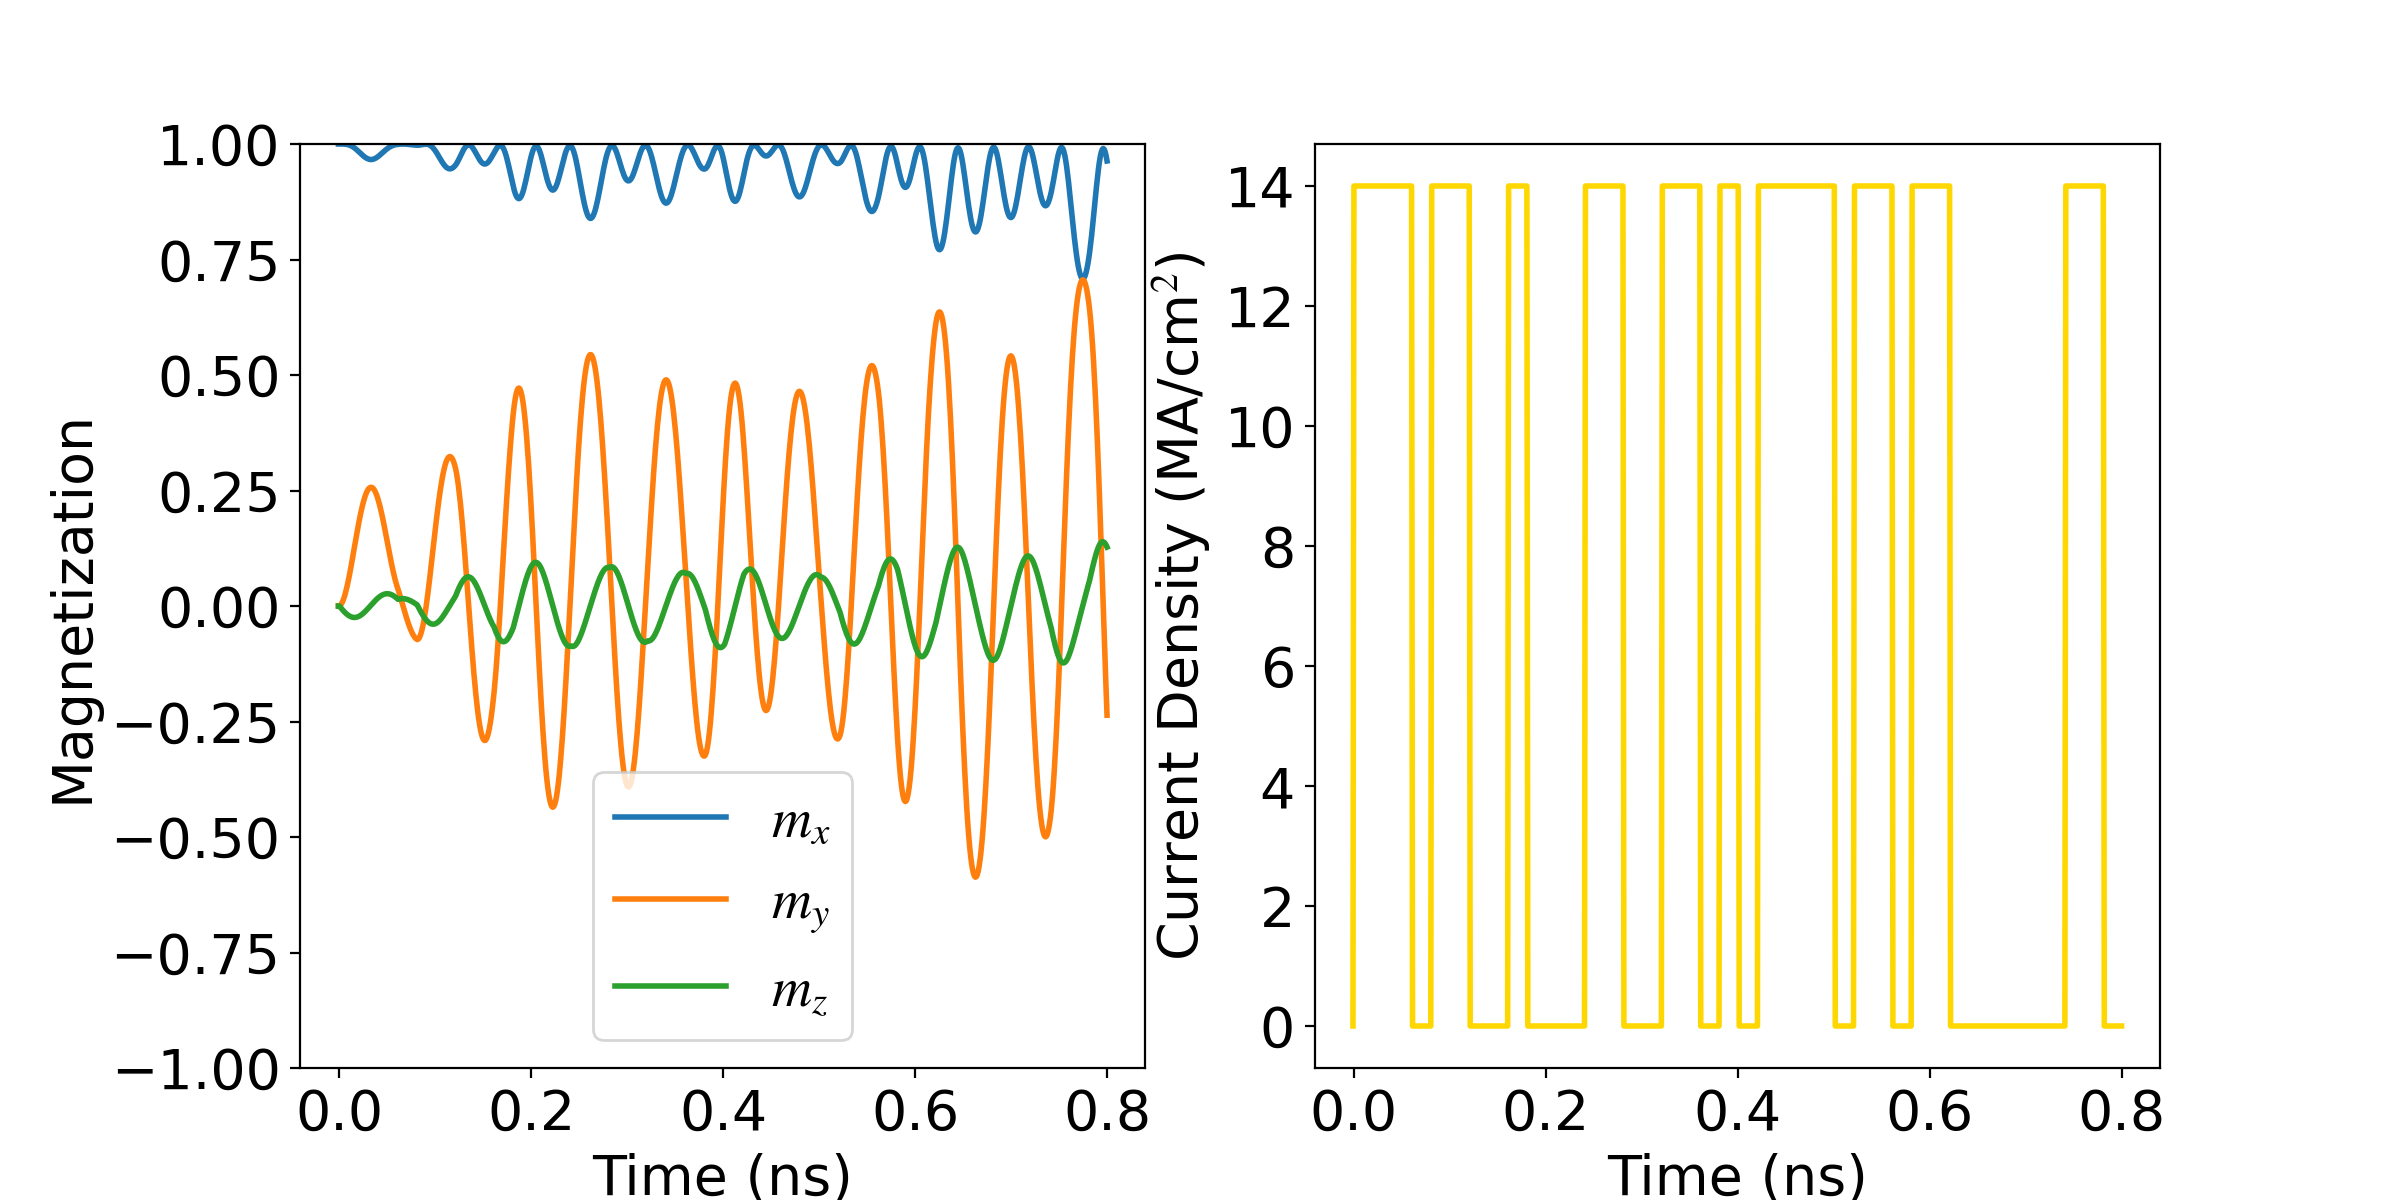 Magnetization
1.00
0.75
0.50
0.25
0.00
−0.25
−0.50
−0.75
−1.00
0.0 0.2 0.4 0.6 0.8
Time (ns)
m_x
m_y
m_z
Current Density (MA/cm²)
14
12
10
8
6
4
2
0
0.0 0.2 0.4 0.6 0.8
Time (ns)